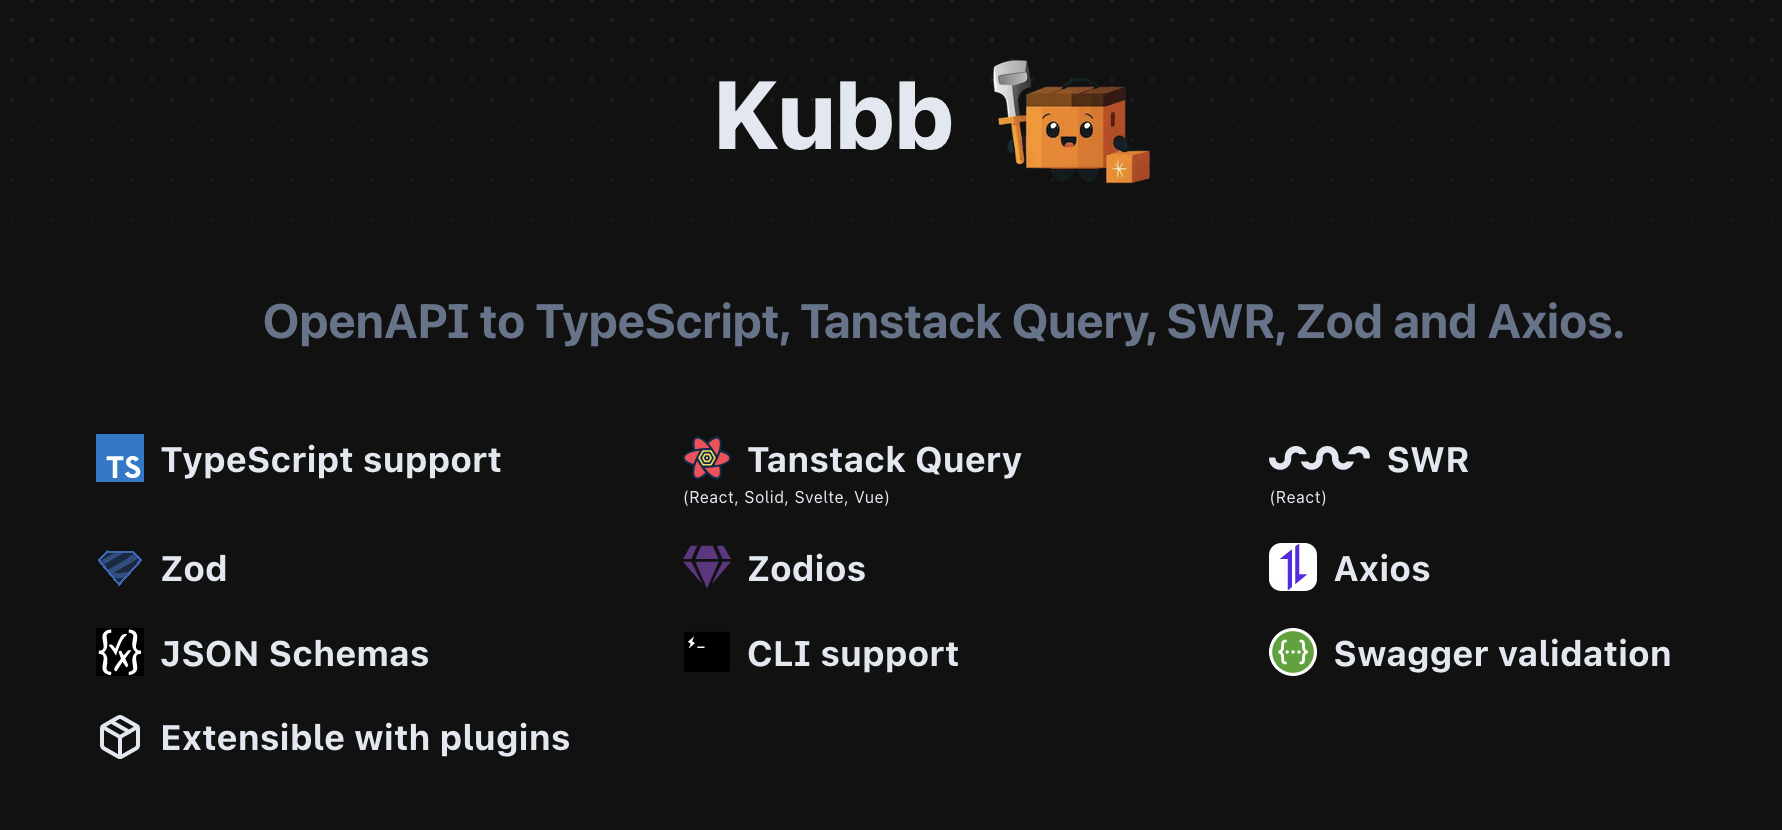 Kubb
OpenAPI to TypeScript, Tanstack Query, SWR, Zod and Axios.
TS TypeScript support
Tanstack Query
(React, Solid, Svelte, Vue)
SWR
(React)
Zod
Zodios
Axios
JSON Schemas
CLI support
Swagger validation
Extensible with plugins